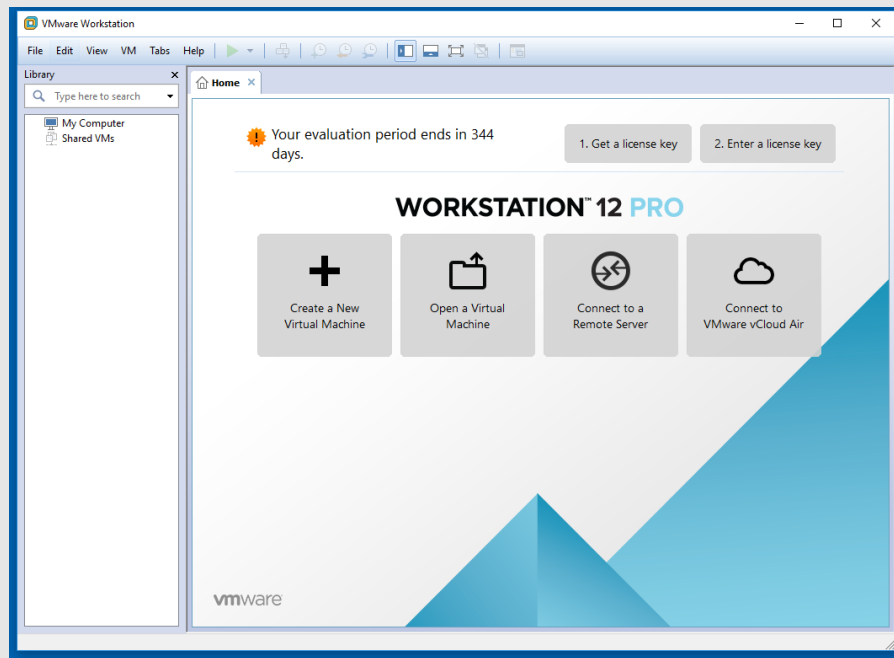 VMware Workstation
File Edit View VM Tabs Help
Library
Type here to search
My Computer
Shared VMs
Home
Your evaluation period ends in 344
days.
1. Get a license key
2. Enter a license key
WORKSTATION™ 12 PRO
Create a New
Virtual Machine
Open a Virtual
Machine
Connect to a
Remote Server
Connect to
VMware vCloud Air
vmware